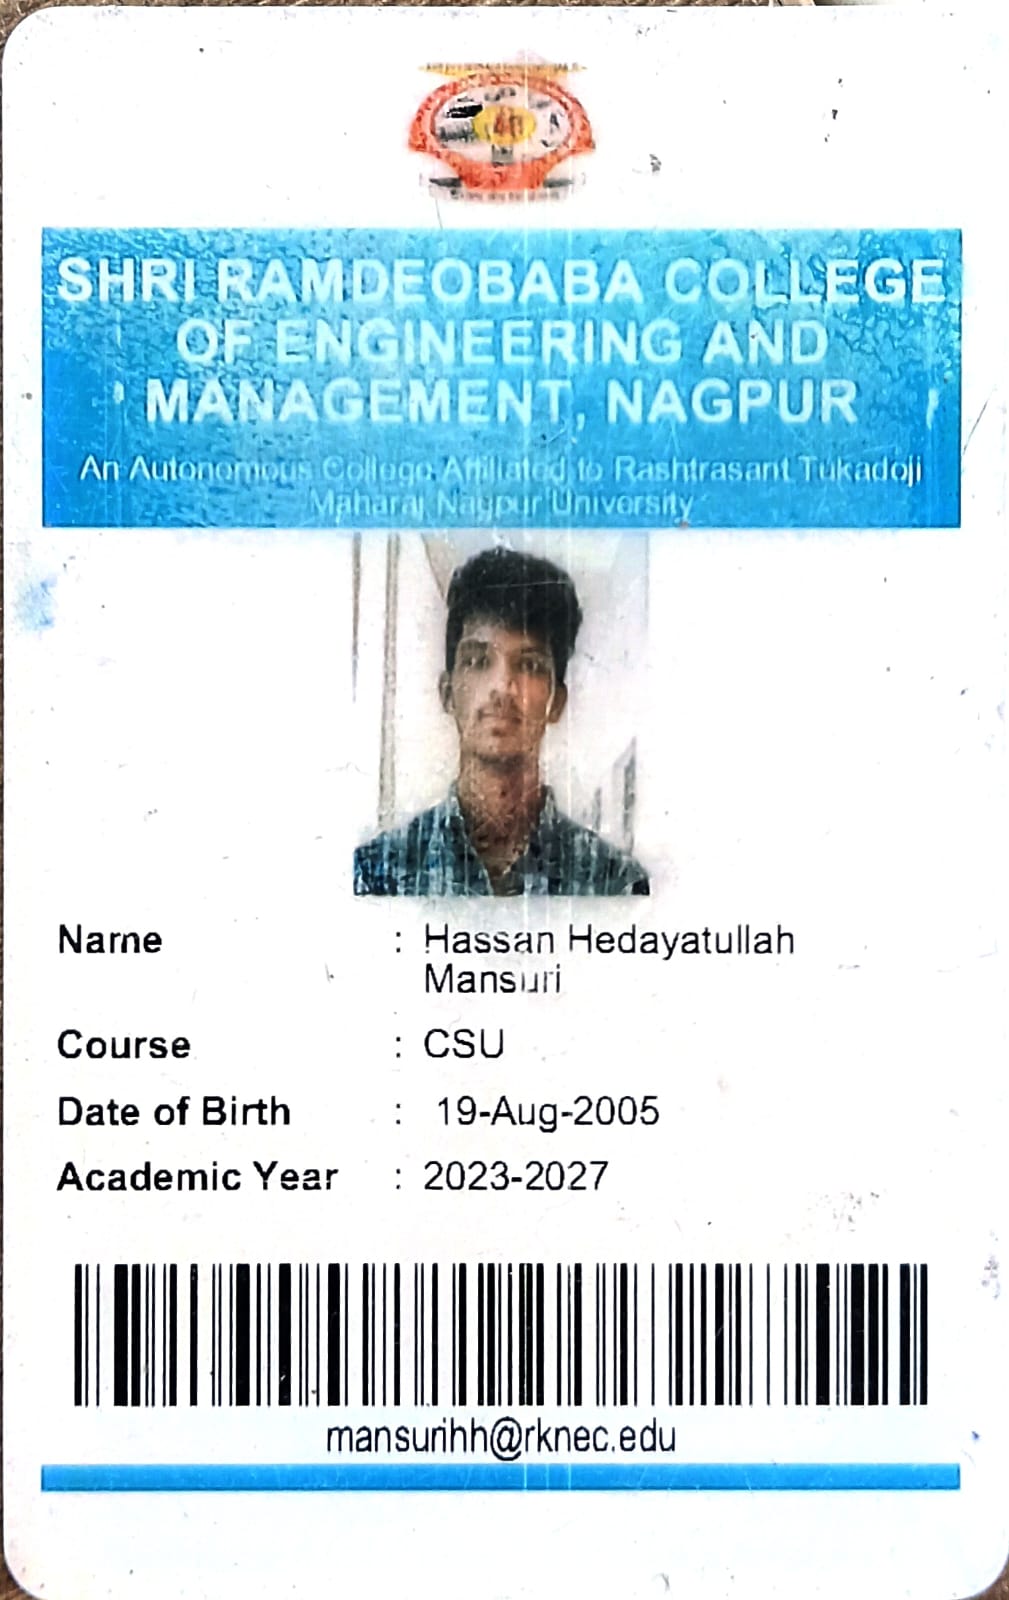 SHRI RAMDEOBABA COLLEGE
OF ENGINEERING AND
MANAGEMENT, NAGPUR
An Autonomous College Affiliated to Rashtrasant Tukadoji
Maharaj Nagpur University
Name : Hassan Hedayatullah
Mansuri
Course : CSU
Date of Birth : 19-Aug-2005
Academic Year : 2023-2027
mansurihh@rknec.edu